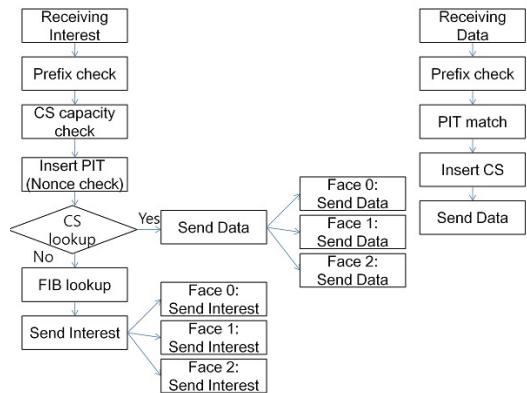 Receiving
Interest
Prefix check
CS capacity
check
Insert PIT
(Nonce check)
CS
lookup
Yes
No
Send Data
Face 0:
Send Data
Face 1:
Send Data
Face 2:
Send Data
FIB lookup
Send Interest
Face 0:
Send Interest
Face 1:
Send Interest
Face 2:
Send Interest
Receiving
Data
Prefix check
PIT match
Insert CS
Send Data